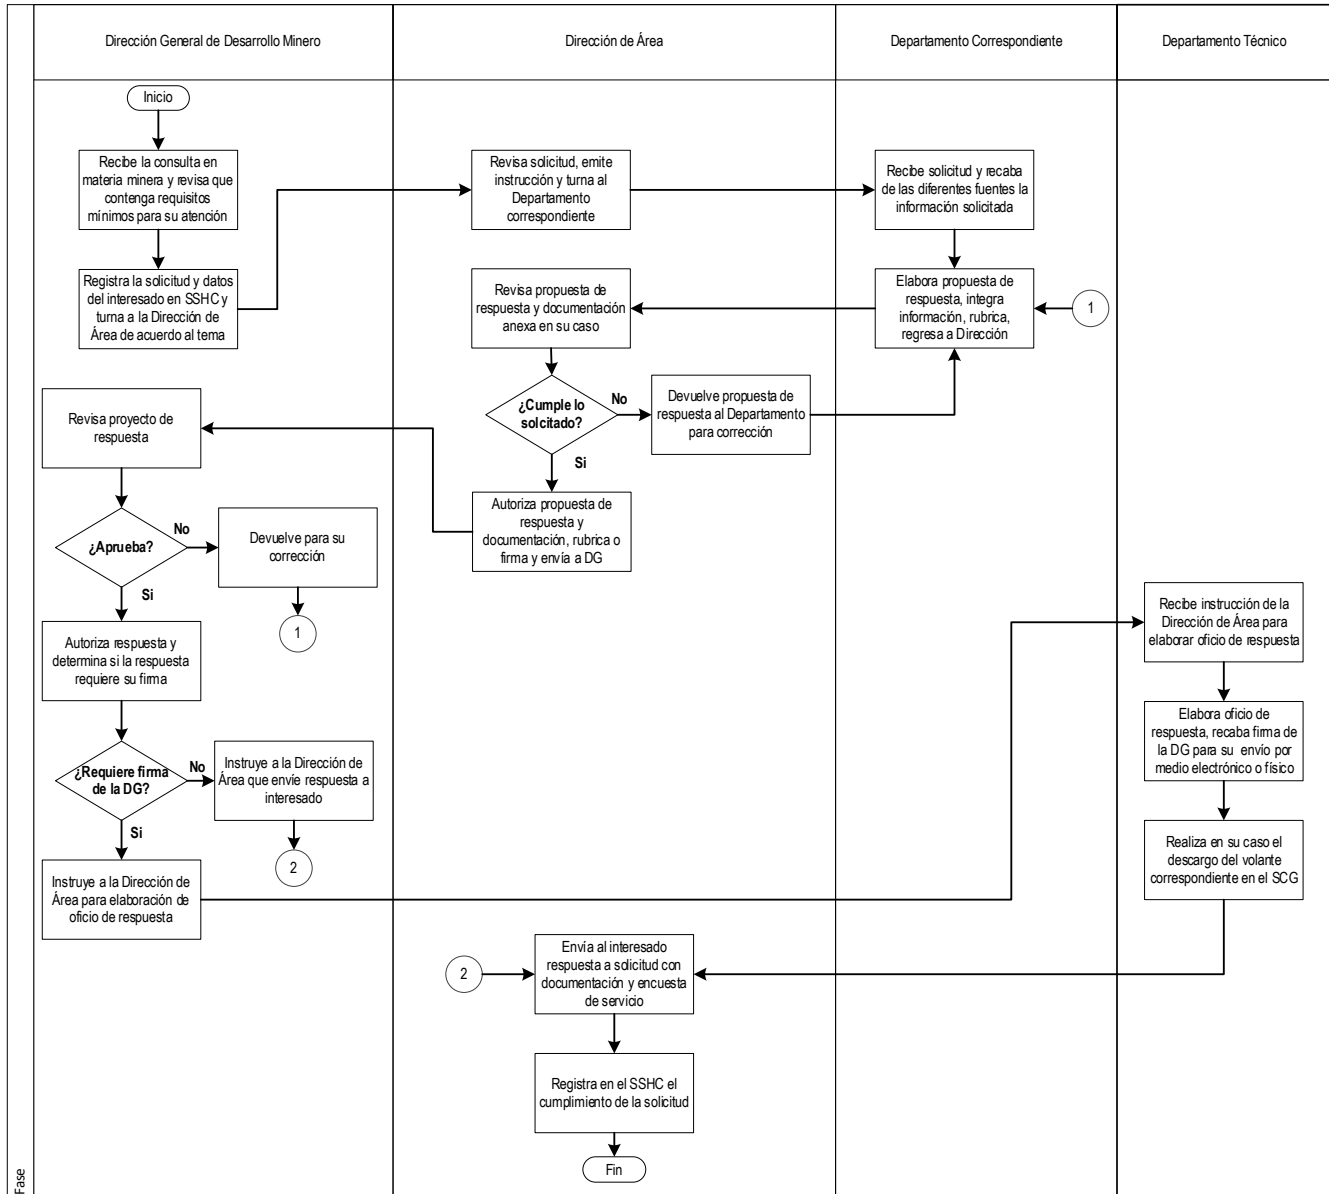 Dirección General de Desarrollo Minero
Dirección de Área
Departamento Correspondiente
Departamento Técnico
Inicio
Recibe la consulta en
materia minera y revisa que
contenga requisitos
mínimos para su atención
Revisa solicitud, emite
instrucción y turna al
Departamento
correspondiente
Recibe solicitud y recaba
de las diferentes fuentes la
información solicitada
Registra la solicitud y datos
del interesado en SSHC y
turna a la Dirección de
Área de acuerdo al tema
Revisa propuesta de
respuesta y documentación
anexa en su caso
Elabora propuesta de
respuesta, integra
información, rubrica,
regresa a Dirección
1
¿Cumple lo
solcitado?
No
Devuelve propuesta de
respuesta al Departamento
para corrección
Si
Revisa proyecto de
respuesta
Autoriza propuesta de
respuesta y
documentación, rubrica o
firma y envía a DG
¿Aprueba?
No
Devuelve para su
corrección
1
Si
Autoriza respuesta y
determina si la respuesta
requiere su firma
Recibe instrucción de la
Dirección de Área para
elaborar oficio de respuesta
Elabora oficio de
respuesta, recaba firma de
la DG para su envío por
medio electrónico o físico
¿Requiere firma
de la DG?
No
Instruye a la Dirección de
Área que envíe respuesta a
interesado
2
Si
Realiza en su caso el
descargo del volante
correspondiente en el SCG
Instruye a la Dirección de
Área para elaboración de
oficio de respuesta
2
Envía al interesado
respuesta a solicitud con
documentación y encuesta
de servicio
Registra en el SSHC el
cumplimiento de la solicitud
Fin
Fase